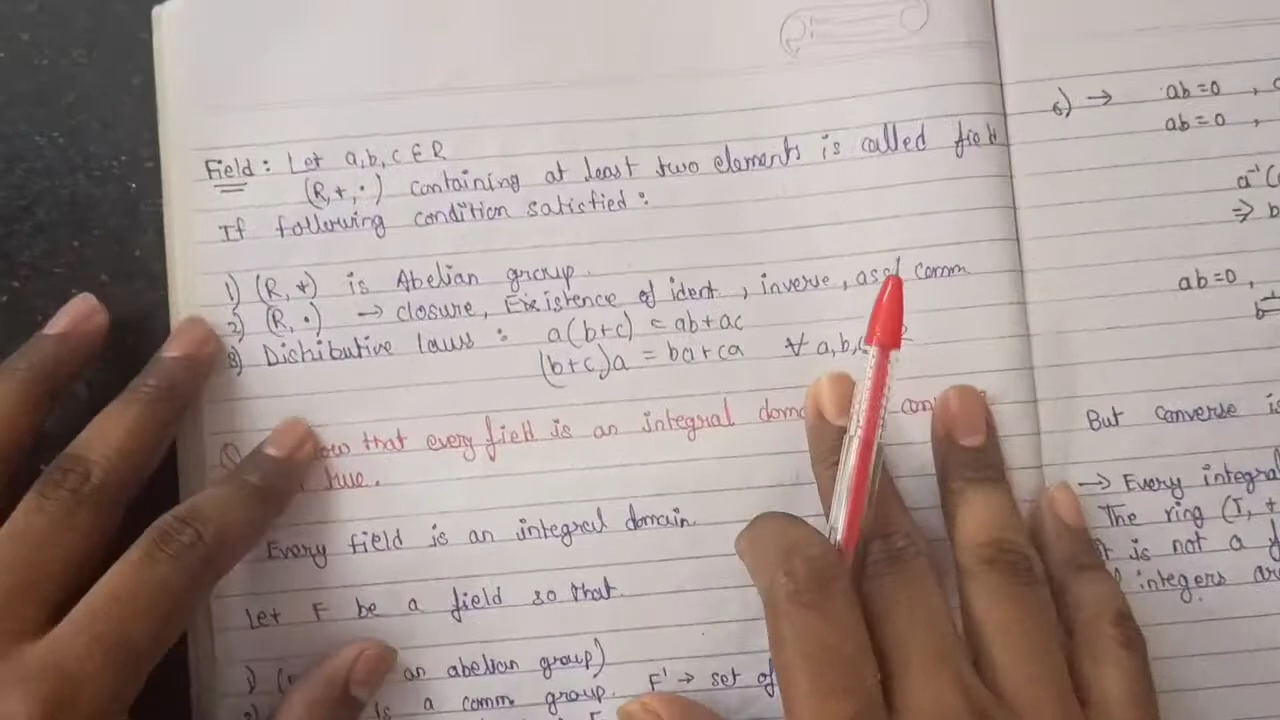 Field: Let a,b,c ∈ R
(R,+,·) containing at least two elements is called field
If following condition satisfied:
1) (R,+) is Abelian group.
2) (R,·) → closure, Existence of ident, inverse, comm
3) Distributive laws: a(b+c) = ab+ac
(b+c)a = ba+ca ∀ a,b,
that every field is an integral
true.
Every field is an integral domain.
Let F be a field so that
1) an abelian group)
is a comm group. F' → set of
6) → ab=0 ,
ab=0 ,
a⁻¹(
⇒ b
ab=0,
But converse is
→ Every integral
The ring (I, +
it is not a
integers are